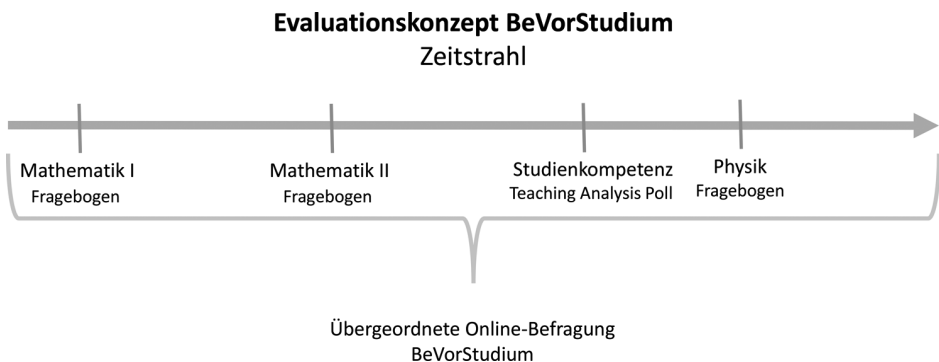 Evaluationskonzept BeVorStudium
Zeitstrahl
Mathematik I
Fragebogen
Mathematik II
Fragebogen
Studienkompetenz
Teaching Analysis Poll
Physik
Fragebogen
Übergeordnete Online-Befragung
BeVorStudium